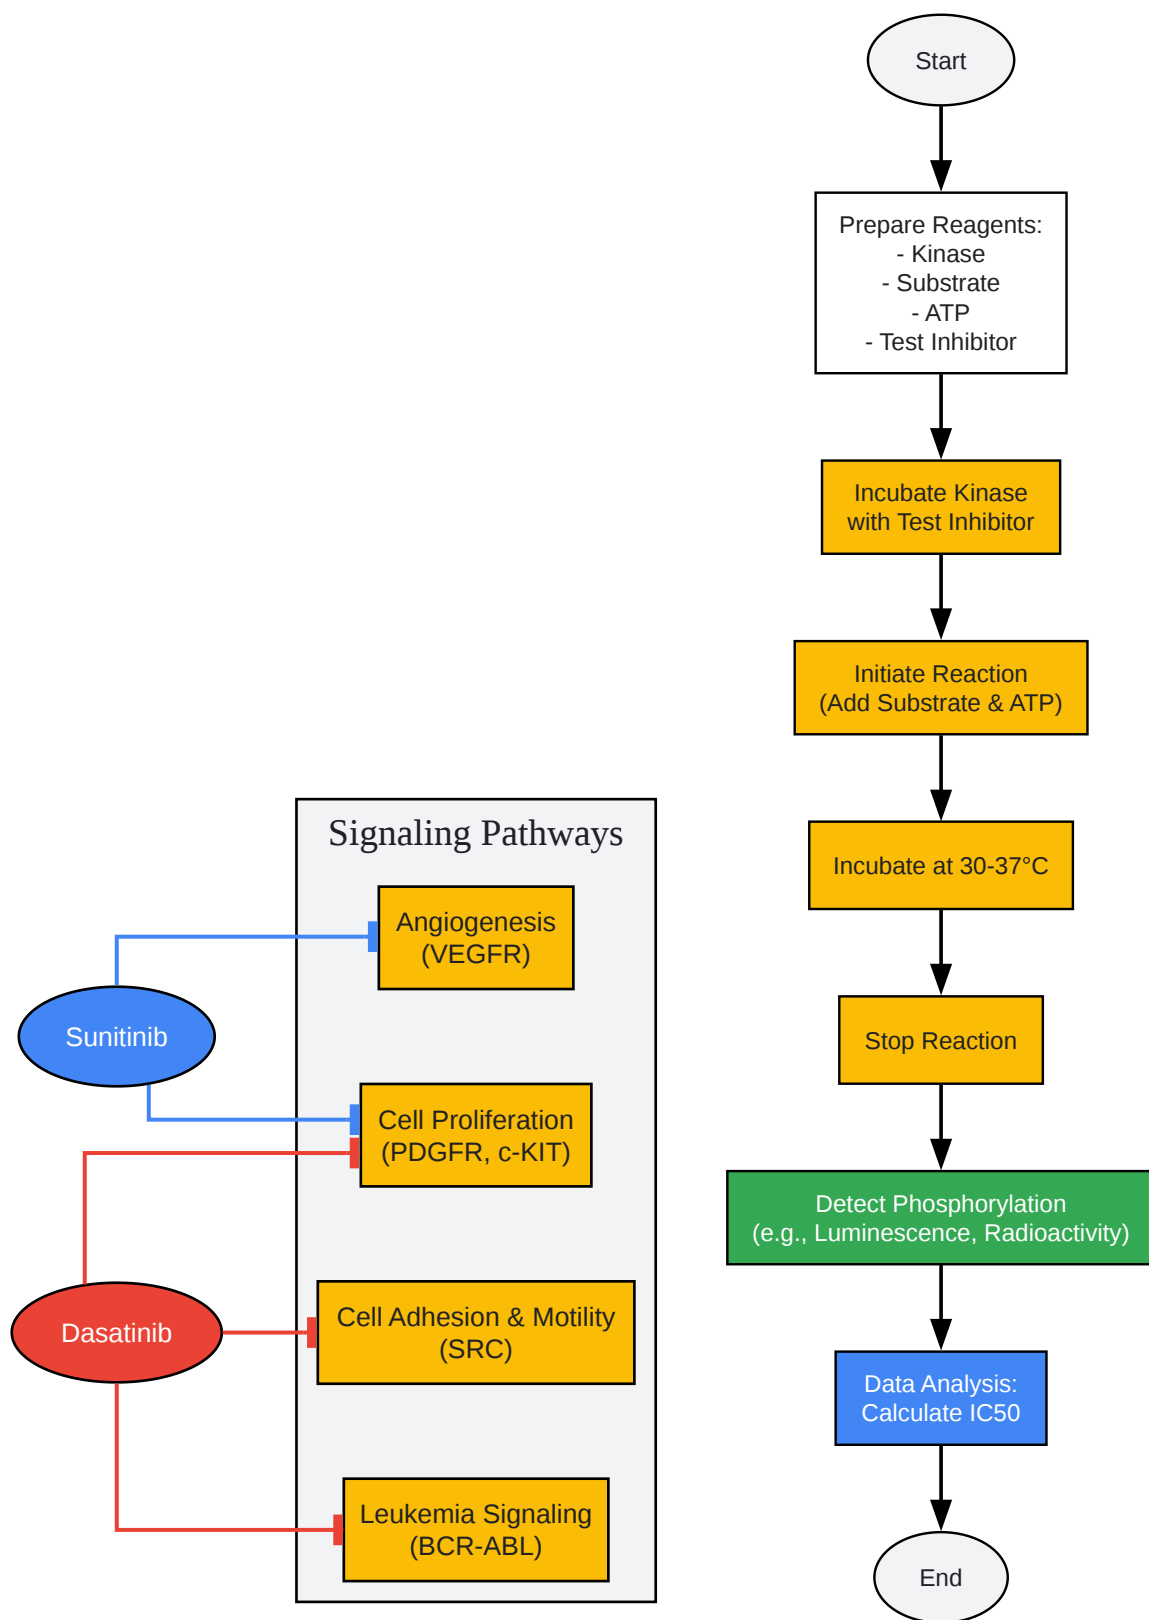 Start
Prepare Reagents:
- Kinase
- Substrate
- ATP
- Test Inhibitor
Incubate Kinase
with Test Inhibitor
Initiate Reaction
(Add Substrate & ATP)
Incubate at 30-37°C
Stop Reaction
Detect Phosphorylation
(e.g., Luminescence, Radioactivity)
Data Analysis:
Calculate IC50
End
Signaling Pathways
Angiogenesis
(VEGFR)
Sunitinib
Cell Proliferation
(PDGFR, c-KIT)
Dasatinib
Cell Adhesion & Motility
(SRC)
Leukemia Signaling
(BCR-ABL)